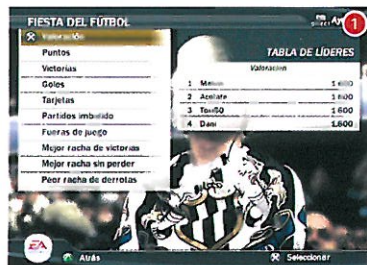 FIESTA DEL FÚTBOL
1
Valoración
Puntos
Victorias
Goles
Tarjetas
Partidos imbatido
Fueras de juego
Mejor racha de victorias
Mejor racha sin perder
Peor racha de derrotas
TABLA DE LÍDERES
Valoración
1 1.600
2 Acolate 1.600
3 1.600
4 Dani 1.600
EA
Atrás
Seleccionar